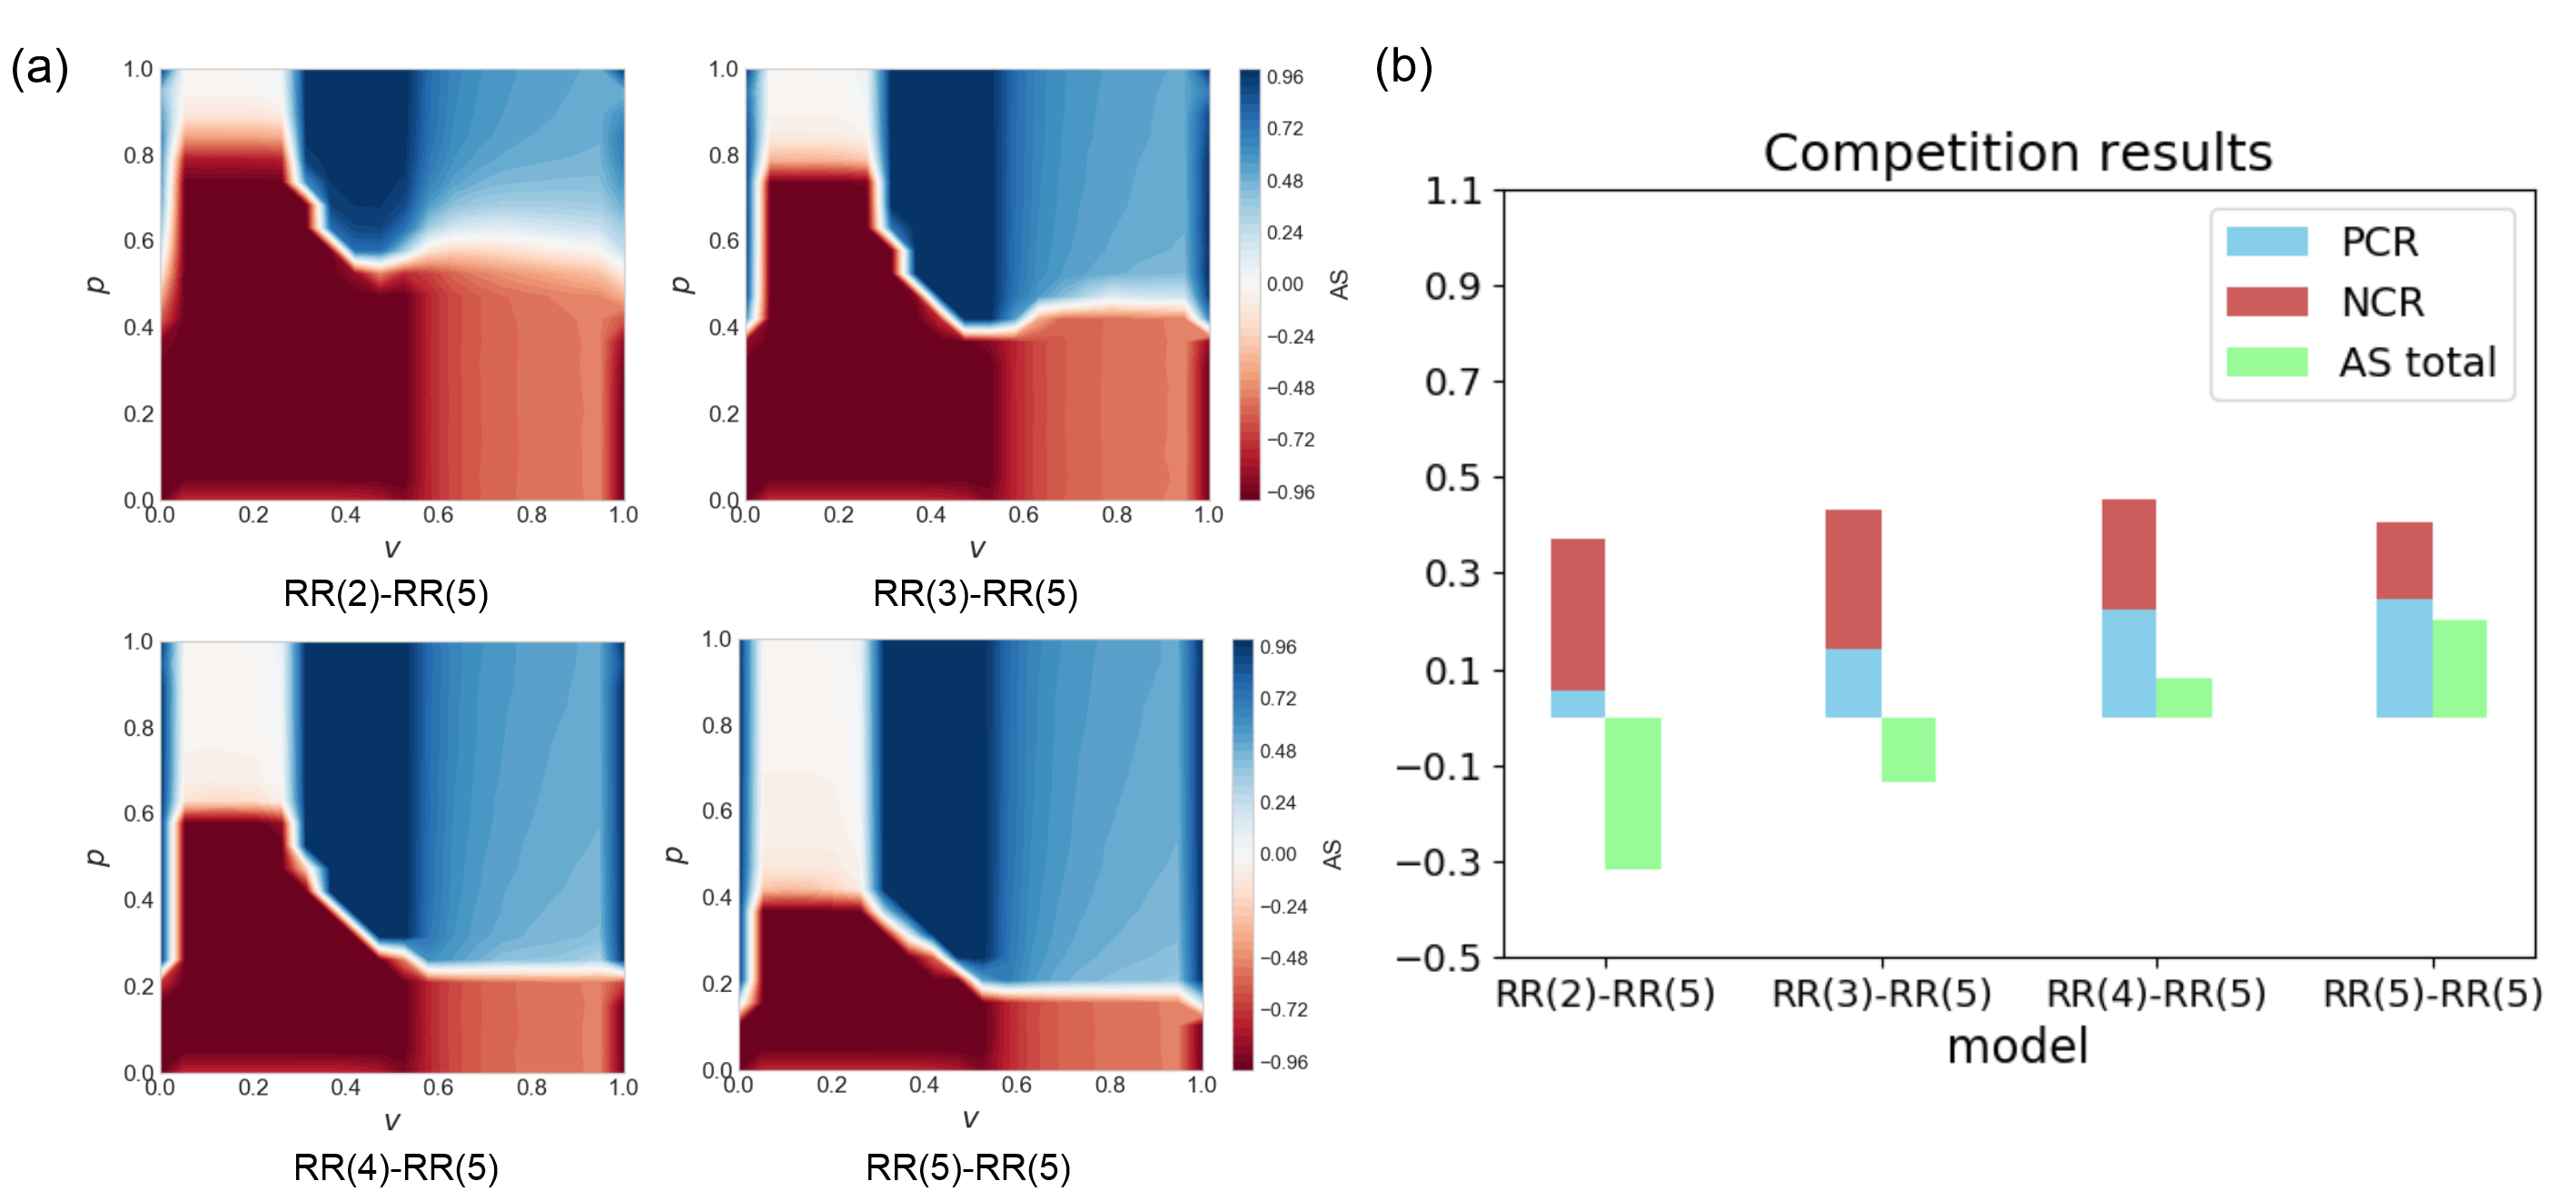 (a)
1.0
0.8
0.6
0.4
0.2
0.0
p
0.0 0.2 0.4 0.6 0.8 1.0
v
RR(2)-RR(5)
1.0
0.8
0.6
0.4
0.2
0.0
p
0.0 0.2 0.4 0.6 0.8 1.0
v
RR(3)-RR(5)
0.96
0.72
0.48
0.24
0.00
−0.24
−0.48
−0.72
−0.96
AS
1.0
0.8
0.6
0.4
0.2
0.0
p
0.0 0.2 0.4 0.6 0.8 1.0
v
RR(4)-RR(5)
1.0
0.8
0.6
0.4
0.2
0.0
p
0.0 0.2 0.4 0.6 0.8 1.0
v
RR(5)-RR(5)
0.96
0.72
0.48
0.24
0.00
−0.24
−0.48
−0.72
−0.96
AS
(b)
Competition results
1.1
0.9
0.7
0.5
0.3
0.1
−0.1
−0.3
−0.5
PCR
NCR
AS total
RR(2)-RR(5) RR(3)-RR(5) RR(4)-RR(5) RR(5)-RR(5)
model